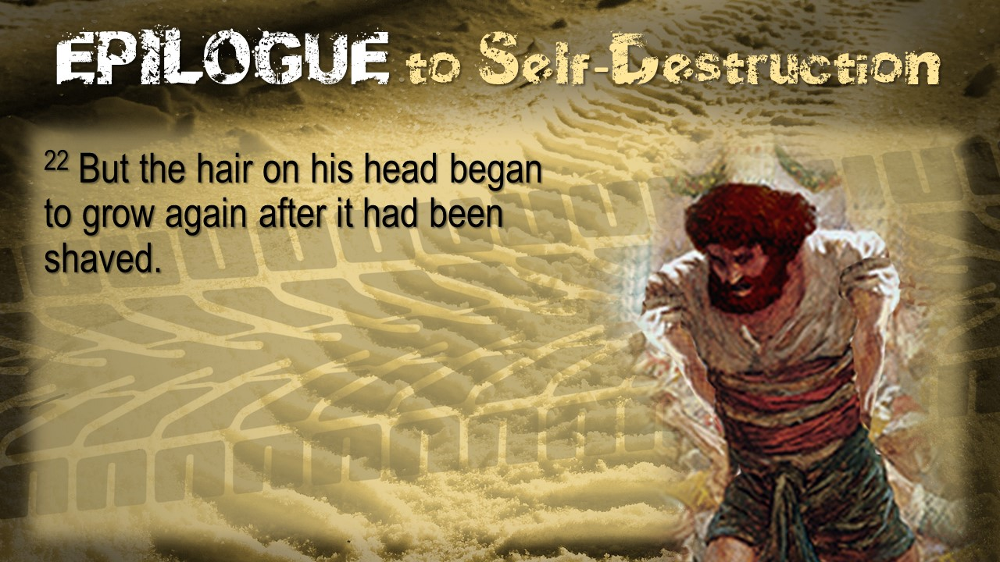 EPILOGUE to Self-Destruction
22 But the hair on his head began
to grow again after it had been
shaved.